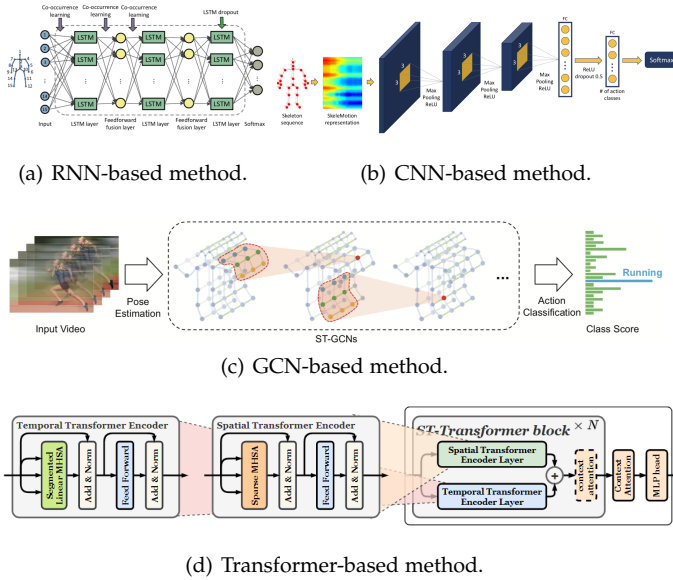 Co-occurrence learning
Co-occurrence learning
Co-occurrence learning
LSTM dropout
LSTM
LSTM
LSTM
LSTM
LSTM
LSTM
LSTM
LSTM
LSTM
Input
LSTM layer
Feedforward fusion layer
LSTM layer
Feedforward fusion layer
LSTM layer
Softmax
(a) RNN-based method.
Skeleton sequence
SkeleMotion representation
3
3
3
3
3
3
Max Pooling ReLU
Max Pooling ReLU
Max Pooling ReLU
FC
ReLU dropout 0.5
FC
# of action classes
Softmax
(b) CNN-based method.
Input Video
Pose Estimation
ST-GCNs
Action Classification
Running
Class Score
(c) GCN-based method.
Temporal Transformer Encoder
Segmented Linear MHSA
Add & Norm
Feed Forward
Add & Norm
Spatial Transformer Encoder
Sparse MHSA
Add & Norm
Feed Forward
Add & Norm
ST-Transformer block × N
Spatial Transformer Encoder Layer
Temporal Transformer Encoder Layer
+
context attention
Context Attention
MLP head
(d) Transformer-based method.